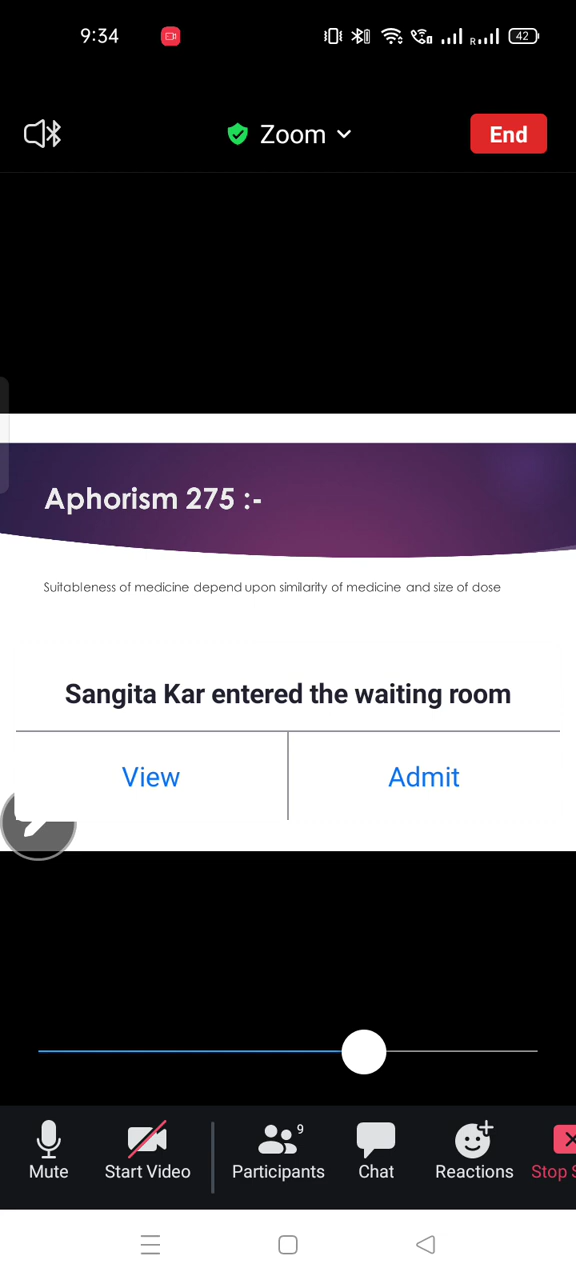 9:34
R
42
Zoom
End
Aphorism 275 :-
Suitableness of medicine depend upon similarity of medicine and size of dose
Sangita Kar entered the waiting room
View Admit
9
Mute Start Video Participants Chat Reactions Stop S